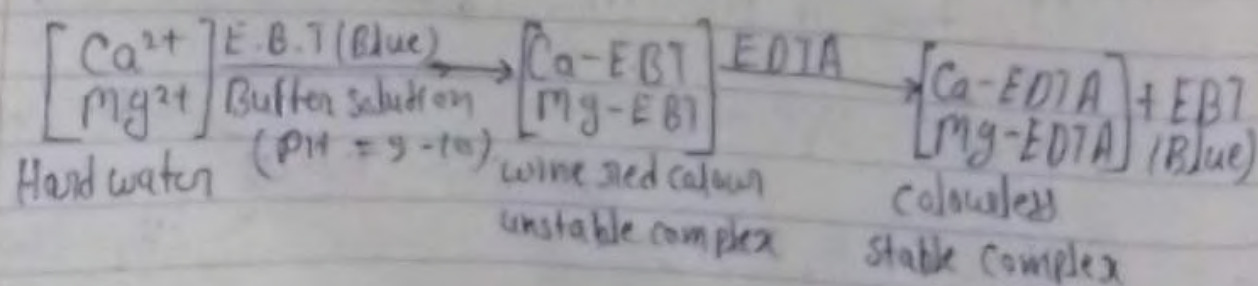 [Ca²⁺ Mg²⁺] E.B.T (Blue) → [Ca-EBT Mg-EBT] EDTA → [Ca-EDTA Mg-EDTA] + EBT (Blue)
Buffer solution
(PH = 9-10)
Hard water
wine red colour
unstable complex
colourless
stable complex